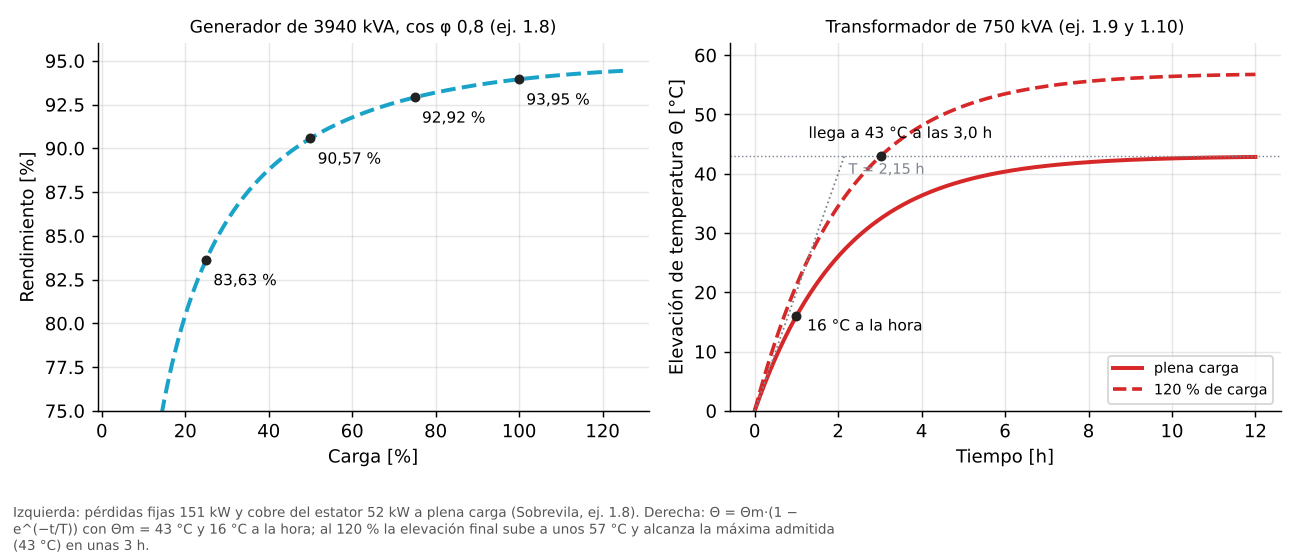 Generador de 3940 kVA, cos φ 0,8 (ej. 1.8)
Rendimiento [%]
95.0
92.5
90.0
87.5
85.0
82.5
80.0
77.5
75.0
93,95 %
92,92 %
90,57 %
83,63 %
0 20 40 60 80 100 120
Carga [%]
Transformador de 750 kVA (ej. 1.9 y 1.10)
Elevación de temperatura Θ [°C]
60
50
40
30
20
10
0
llega a 43 °C a las 3,0 h
T = 2,15 h
16 °C a la hora
plena carga
120 % de carga
0 2 4 6 8 10 12
Tiempo [h]
Izquierda: pérdidas fijas 151 kW y cobre del estator 52 kW a plena carga (Sobrevila, ej. 1.8). Derecha: Θ = Θm·(1 −
e^(−t/T)) con Θm = 43 °C y 16 °C a la hora; al 120 % la elevación final sube a unos 57 °C y alcanza la máxima admitida
(43 °C) en unas 3 h.